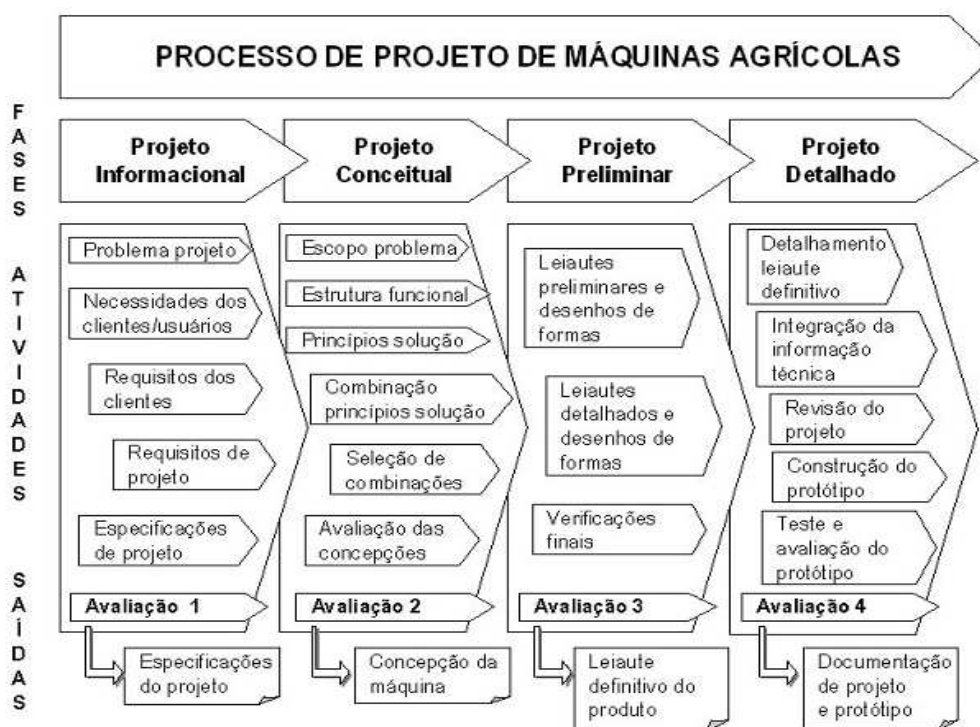 PROCESSO DE PROJETO DE MÁQUINAS AGRÍCOLAS
FASES
Projeto
Informacional
Projeto
Conceitual
Projeto
Preliminar
Projeto
Detalhado
ATIVIDADES
Problema projeto
Necessidades dos
clientes/usuários
Requisitos dos
clientes
Requisitos de
projeto
Especificações
de projeto
Avaliação 1
Escopo problema
Estrutura funcional
Princípios solução
Combinação
princípios solução
Seleção de
combinações
Avaliação das
concepções
Avaliação 2
Leiautes
preliminares e
desenhos de
formas
Leiautes
detalhados e
desenhos de
formas
Verificações
finais
Avaliação 3
Detalhamento
leiaute
definitivo
Integração da
informação
técnica
Revisão do
projeto
Construção do
protótipo
Teste e
avaliação do
protótipo
Avaliação 4
SAÍDAS
Especificações
do projeto
Concepção da
máquina
Leiaute
definitivo do
produto
Documentação
de projeto
e protótipo